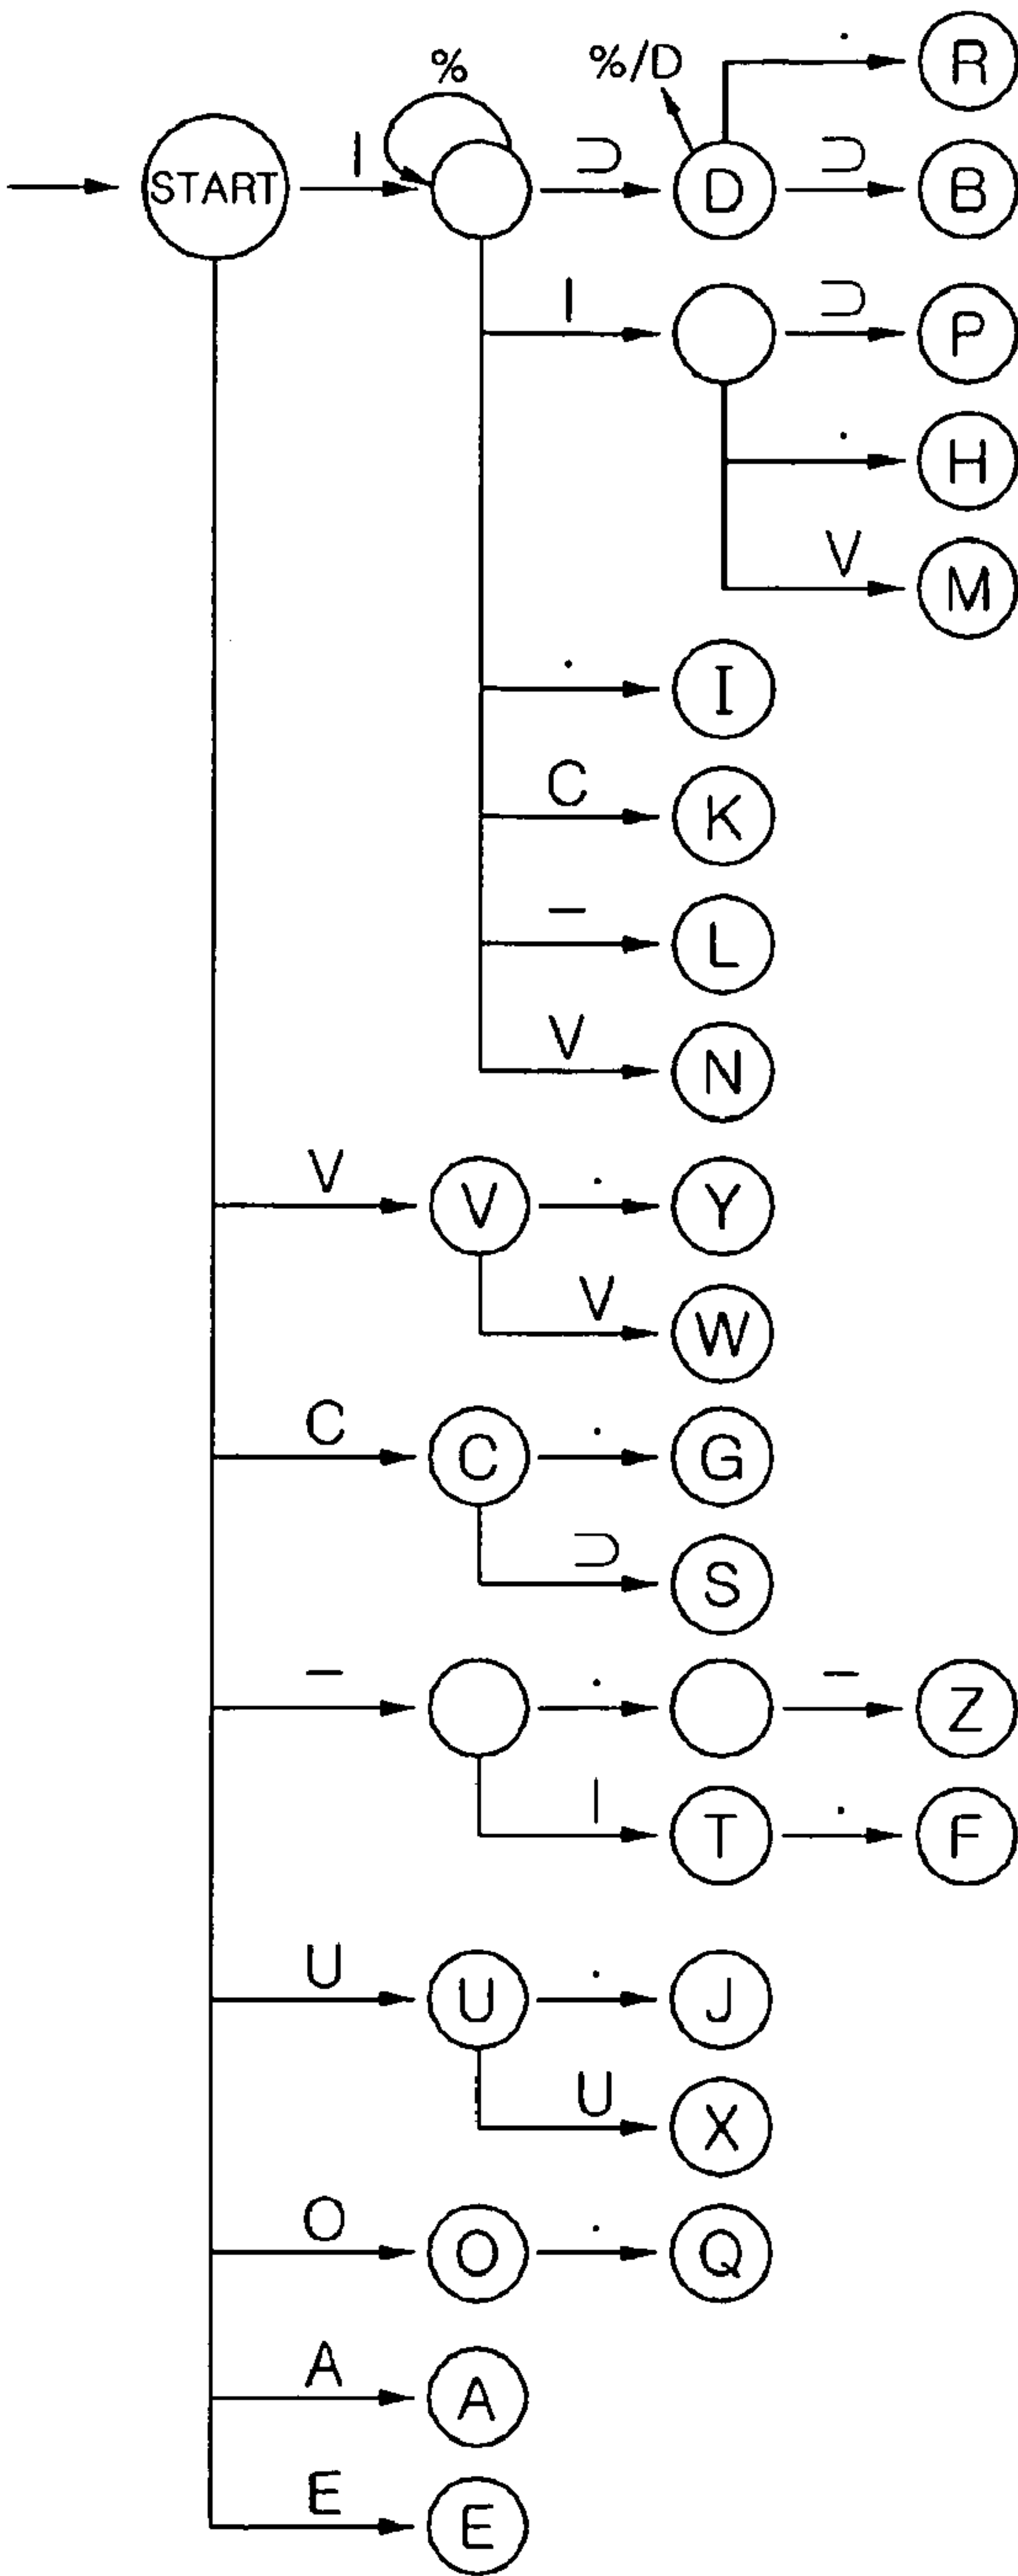 % %/D · R
START | ⊃ D ⊃ B
| ⊃ P
· H
V M
· I
C K
− L
V N
V V · Y
V W
C C · G
⊃ S
− · − Z
| T · F
U U · J
U X
O O · Q
A A
E E